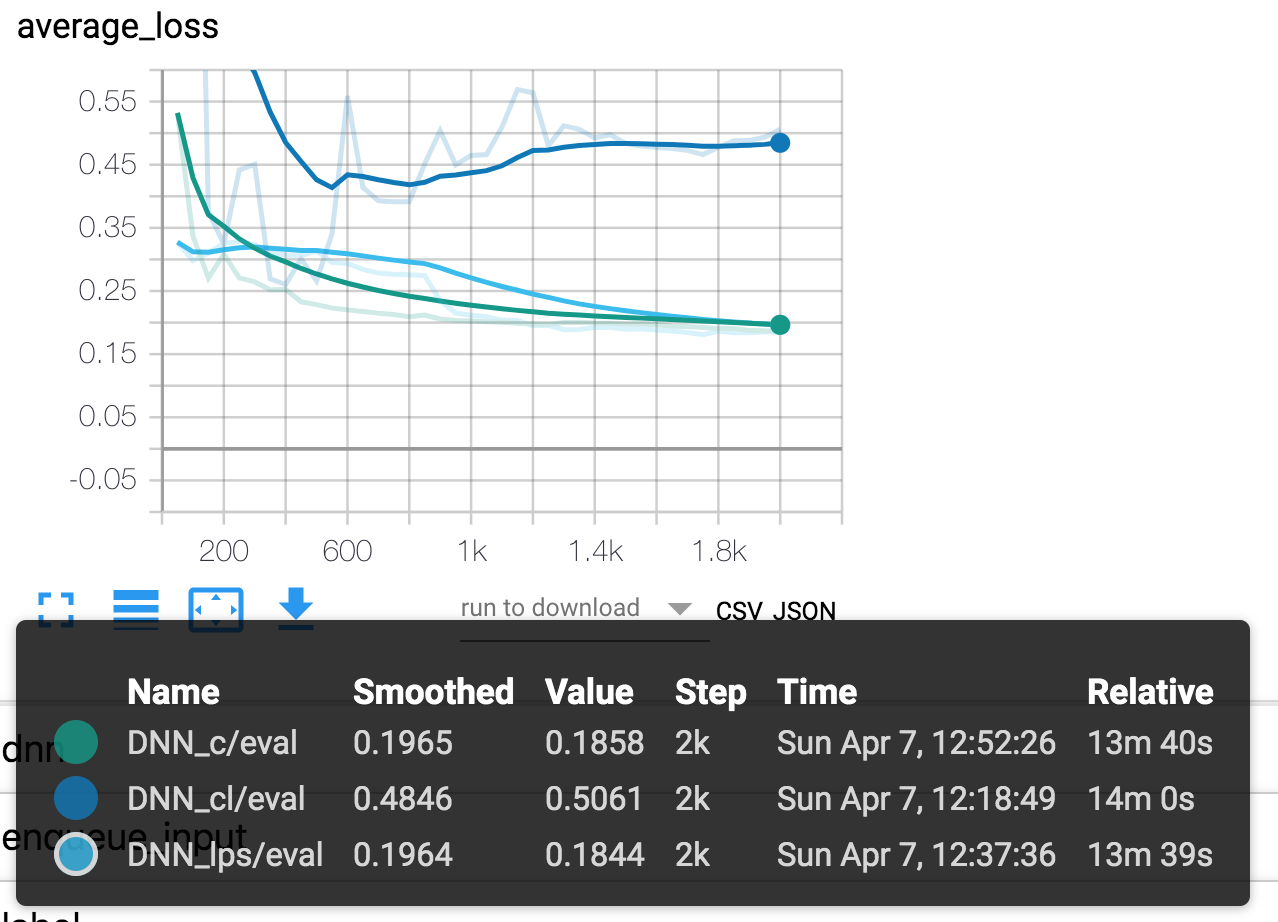 average_loss
0.55
0.45
0.35
0.25
0.15
0.05
-0.05
200 600 1k 1.4k 1.8k
run to download CSV JSON
Name Smoothed Value Step Time Relative
dnn
DNN_c/eval 0.1965 0.1858 2k Sun Apr 7, 12:52:26 13m 40s
DNN_cl/eval 0.4846 0.5061 2k Sun Apr 7, 12:18:49 14m 0s
enqueue_input
DNN_lps/eval 0.1964 0.1844 2k Sun Apr 7, 12:37:36 13m 39s